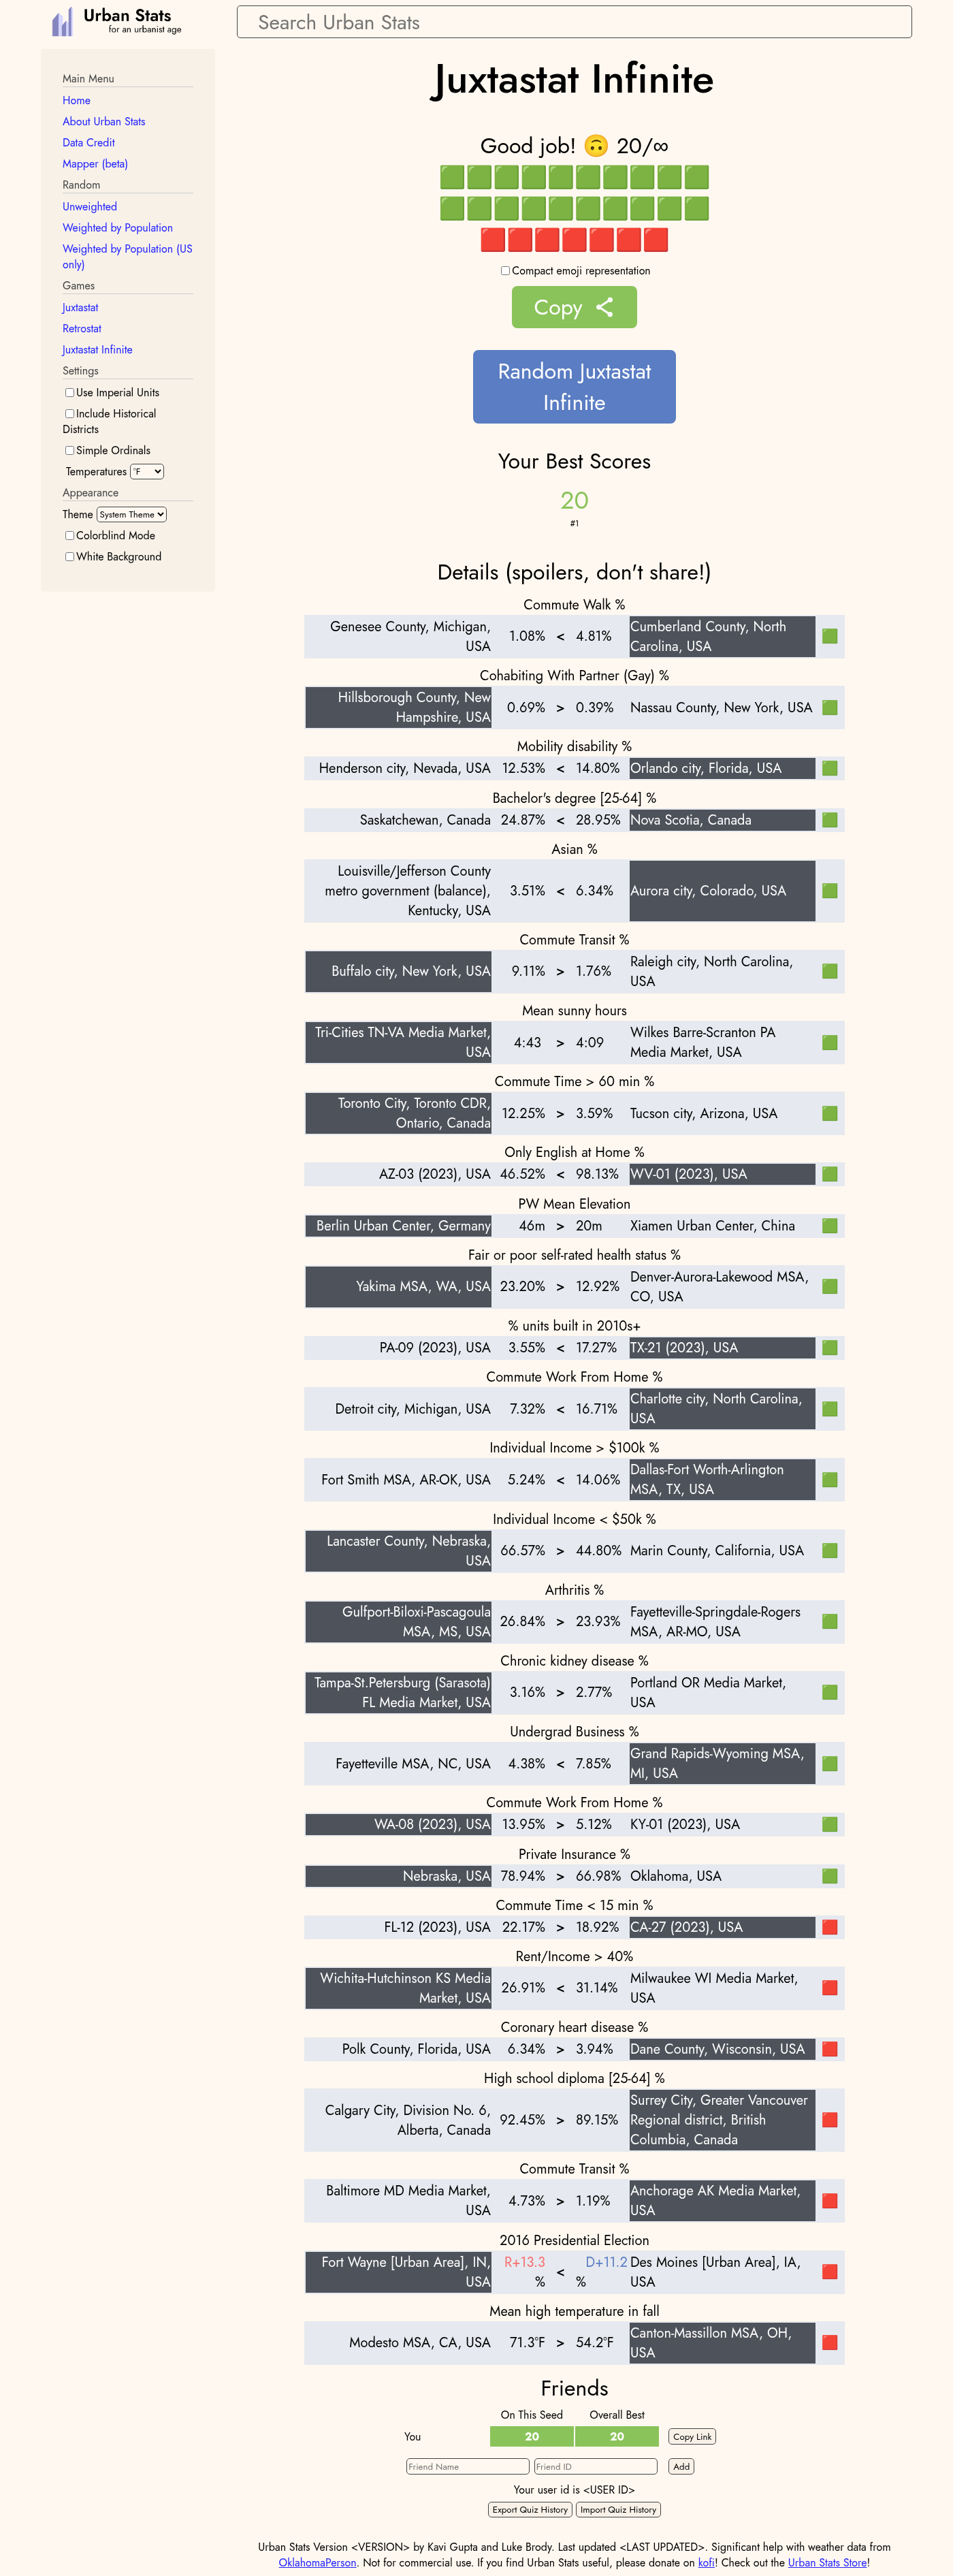 Urban Stats
for an urbanist age
Search Urban Stats
Main Menu
Home
About Urban Stats
Data Credit
Mapper (beta)
Random
Unweighted
Weighted by Population
Weighted by Population (US
only)
Games
Juxtastat
Retrostat
Juxtastat Infinite
Settings
Use Imperial Units
Include Historical
Districts
Simple Ordinals
Temperatures °F
Appearance
Theme System Theme
Colorblind Mode
White Background
Juxtastat Infinite
Good job! 🙃 20/∞
🟩🟩🟩🟩🟩🟩🟩🟩🟩🟩
🟩🟩🟩🟩🟩🟩🟩🟩🟩🟩
🟥🟥🟥🟥🟥🟥🟥
Compact emoji representation
Copy
Random Juxtastat
Infinite
Your Best Scores
20
#1
Details (spoilers, don't share!)
Commute Walk %
Genesee County, Michigan,
USA
1.08% < 4.81%
Cumberland County, North
Carolina, USA
🟩
Cohabiting With Partner (Gay) %
Hillsborough County, New
Hampshire, USA
0.69% > 0.39%
Nassau County, New York, USA
🟩
Mobility disability %
Henderson city, Nevada, USA 12.53% < 14.80% Orlando city, Florida, USA 🟩
Bachelor's degree [25-64] %
Saskatchewan, Canada 24.87% < 28.95% Nova Scotia, Canada 🟩
Asian %
Louisville/Jefferson County
metro government (balance),
Kentucky, USA
3.51% < 6.34%
Aurora city, Colorado, USA
🟩
Commute Transit %
Buffalo city, New York, USA
9.11% > 1.76%
Raleigh city, North Carolina,
USA
🟩
Mean sunny hours
Tri-Cities TN-VA Media Market,
USA
4:43 > 4:09
Wilkes Barre-Scranton PA
Media Market, USA
🟩
Commute Time > 60 min %
Toronto City, Toronto CDR,
Ontario, Canada
12.25% > 3.59%
Tucson city, Arizona, USA
🟩
Only English at Home %
AZ-03 (2023), USA 46.52% < 98.13% WV-01 (2023), USA 🟩
PW Mean Elevation
Berlin Urban Center, Germany 46m > 20m Xiamen Urban Center, China 🟩
Fair or poor self-rated health status %
Yakima MSA, WA, USA
23.20% > 12.92%
Denver-Aurora-Lakewood MSA,
CO, USA
🟩
% units built in 2010s+
PA-09 (2023), USA 3.55% < 17.27% TX-21 (2023), USA 🟩
Commute Work From Home %
Detroit city, Michigan, USA
7.32% < 16.71%
Charlotte city, North Carolina,
USA
🟩
Individual Income > $100k %
Fort Smith MSA, AR-OK, USA
5.24% < 14.06%
Dallas-Fort Worth-Arlington
MSA, TX, USA
🟩
Individual Income < $50k %
Lancaster County, Nebraska,
USA
66.57% > 44.80%
Marin County, California, USA
🟩
Arthritis %
Gulfport-Biloxi-Pascagoula
MSA, MS, USA
26.84% > 23.93%
Fayetteville-Springdale-Rogers
MSA, AR-MO, USA
🟩
Chronic kidney disease %
Tampa-St.Petersburg (Sarasota)
FL Media Market, USA
3.16% > 2.77%
Portland OR Media Market,
USA
🟩
Undergrad Business %
Fayetteville MSA, NC, USA
4.38% < 7.85%
Grand Rapids-Wyoming MSA,
MI, USA
🟩
Commute Work From Home %
WA-08 (2023), USA 13.95% > 5.12% KY-01 (2023), USA 🟩
Private Insurance %
Nebraska, USA 78.94% > 66.98% Oklahoma, USA 🟩
Commute Time < 15 min %
FL-12 (2023), USA 22.17% > 18.92% CA-27 (2023), USA 🟥
Rent/Income > 40%
Wichita-Hutchinson KS Media
Market, USA
26.91% < 31.14%
Milwaukee WI Media Market,
USA
🟥
Coronary heart disease %
Polk County, Florida, USA 6.34% > 3.94% Dane County, Wisconsin, USA 🟥
High school diploma [25-64] %
Calgary City, Division No. 6,
Alberta, Canada
92.45% > 89.15%
Surrey City, Greater Vancouver
Regional district, British
Columbia, Canada
🟥
Commute Transit %
Baltimore MD Media Market,
USA
4.73% > 1.19%
Anchorage AK Media Market,
USA
🟥
2016 Presidential Election
Fort Wayne [Urban Area], IN,
USA
R+13.3
%
<
D+11.2
%
Des Moines [Urban Area], IA,
USA
🟥
Mean high temperature in fall
Modesto MSA, CA, USA
71.3°F > 54.2°F
Canton-Massillon MSA, OH,
USA
🟥
Friends
On This Seed Overall Best
You 20 20 Copy Link
Friend Name Friend ID Add
Your user id is <USER ID>
Export Quiz History Import Quiz History
Urban Stats Version <VERSION> by Kavi Gupta and Luke Brody. Last updated <LAST UPDATED>. Significant help with weather data from
OklahomaPerson. Not for commercial use. If you find Urban Stats useful, please donate on kofi! Check out the Urban Stats Store!